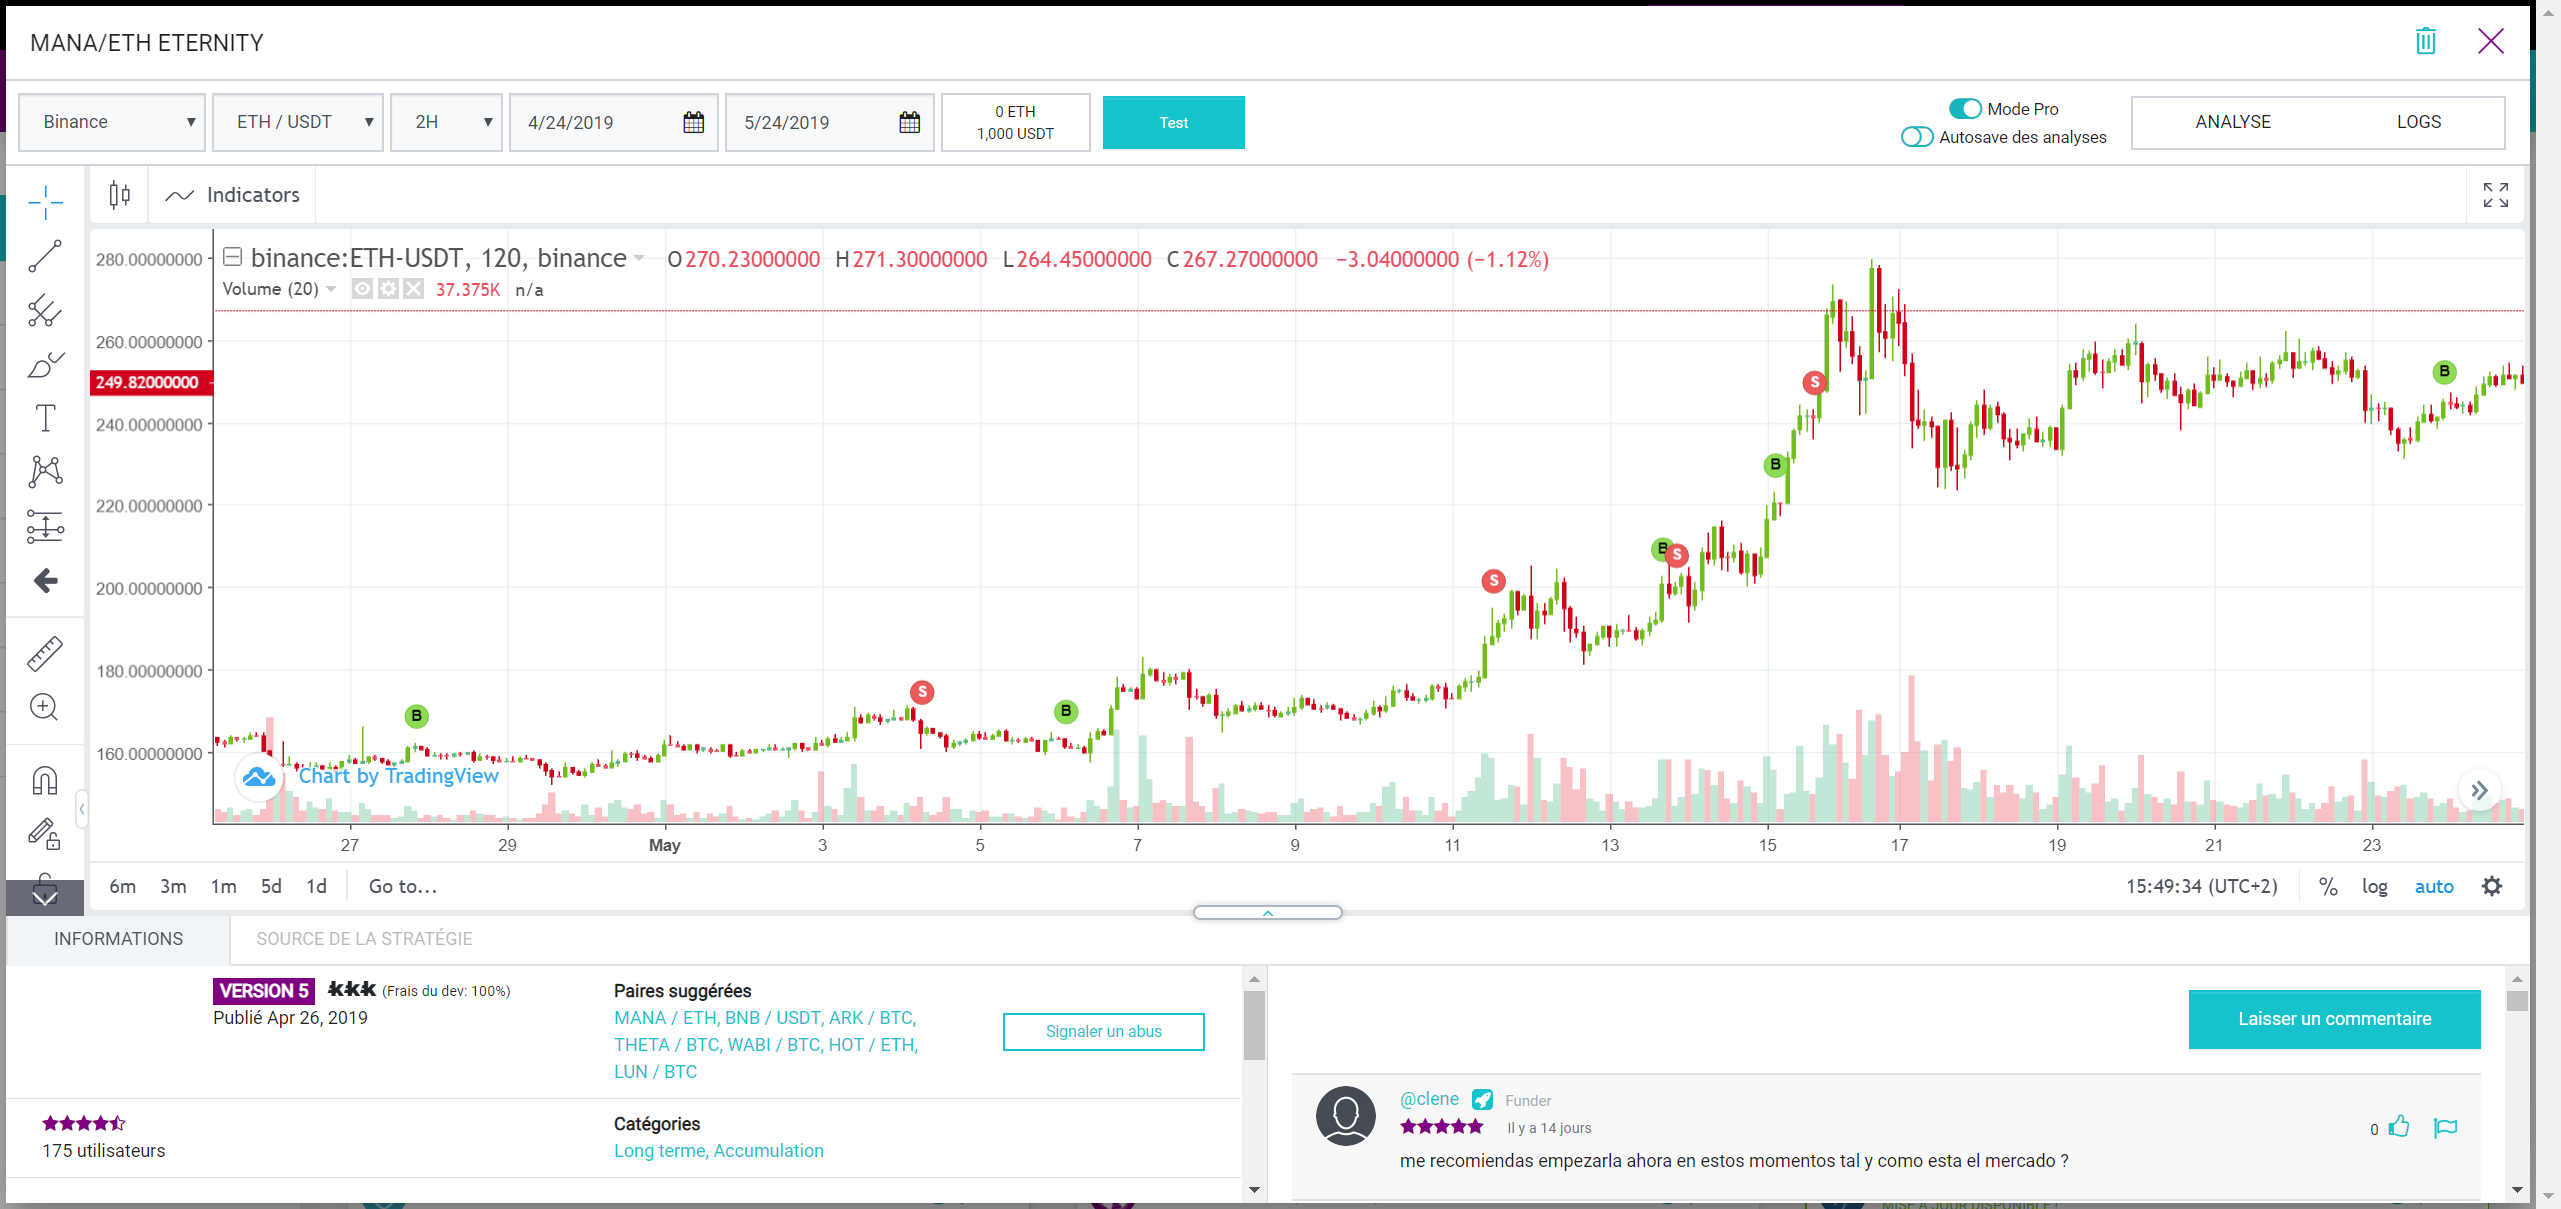 MANA/ETH ETERNITY
Binance
ETH / USDT
2H
4/24/2019
5/24/2019
0 ETH
1,000 USDT
Test
Mode Pro
Autosave des analyses
ANALYSE
LOGS
Indicators
binance:ETH-USDT, 120, binance O270.23000000 H271.30000000 L264.45000000 C267.27000000 −3.04000000 (−1.12%)
Volume (20) 37.375K n/a
280.00000000
260.00000000
249.82000000
240.00000000
220.00000000
200.00000000
180.00000000
160.00000000
B
S
B
S
B
S
B
S
B
Chart by TradingView
27 29 May 3 5 7 9 11 13 15 17 19 21 23
6m 3m 1m 5d 1d Go to...
15:49:34 (UTC+2) % log auto
INFORMATIONS
SOURCE DE LA STRATÉGIE
VERSION 5 kkk (Frais du dev: 100%)
Publié Apr 26, 2019
Paires suggérées
MANA / ETH, BNB / USDT, ARK / BTC,
THETA / BTC, WABI / BTC, HOT / ETH,
LUN / BTC
Signaler un abus
175 utilisateurs
Catégories
Long terme, Accumulation
Laisser un commentaire
@clene Funder
Il y a 14 jours
0
me recomiendas empezarla ahora en estos momentos tal y como esta el mercado ?